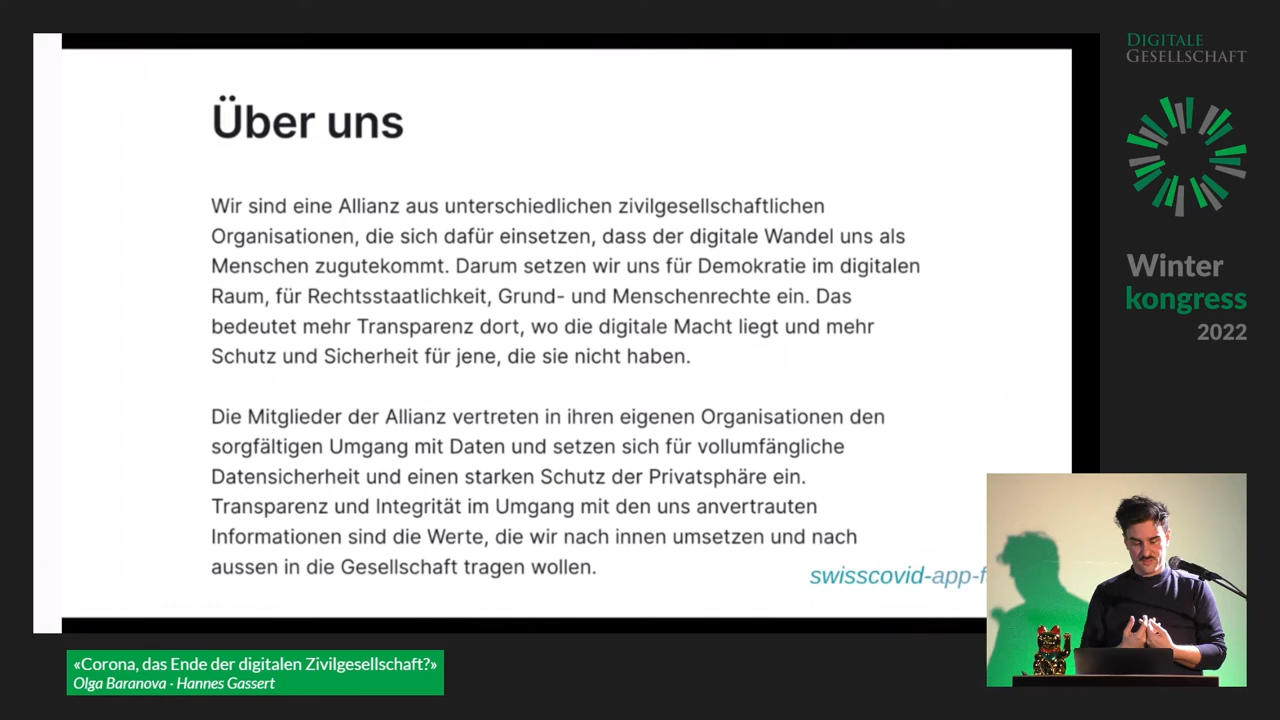 Über uns
Wir sind eine Allianz aus unterschiedlichen zivilgesellschaftlichen
Organisationen, die sich dafür einsetzen, dass der digitale Wandel uns als
Menschen zugutekommt. Darum setzen wir uns für Demokratie im digitalen
Raum, für Rechtsstaatlichkeit, Grund- und Menschenrechte ein. Das
bedeutet mehr Transparenz dort, wo die digitale Macht liegt und mehr
Schutz und Sicherheit für jene, die sie nicht haben.
Die Mitglieder der Allianz vertreten in ihren eigenen Organisationen den
sorgfältigen Umgang mit Daten und setzen sich für vollumfängliche
Datensicherheit und einen starken Schutz der Privatsphäre ein.
Transparenz und Integrität im Umgang mit den uns anvertrauten
Informationen sind die Werte, die wir nach innen umsetzen und nach
aussen in die Gesellschaft tragen wollen.
swisscovid-app-f
DIGITALE
GESELLSCHAFT
Winter
kongress
2022
«Corona, das Ende der digitalen Zivilgesellschaft?»
Olga Baranova · Hannes Gassert